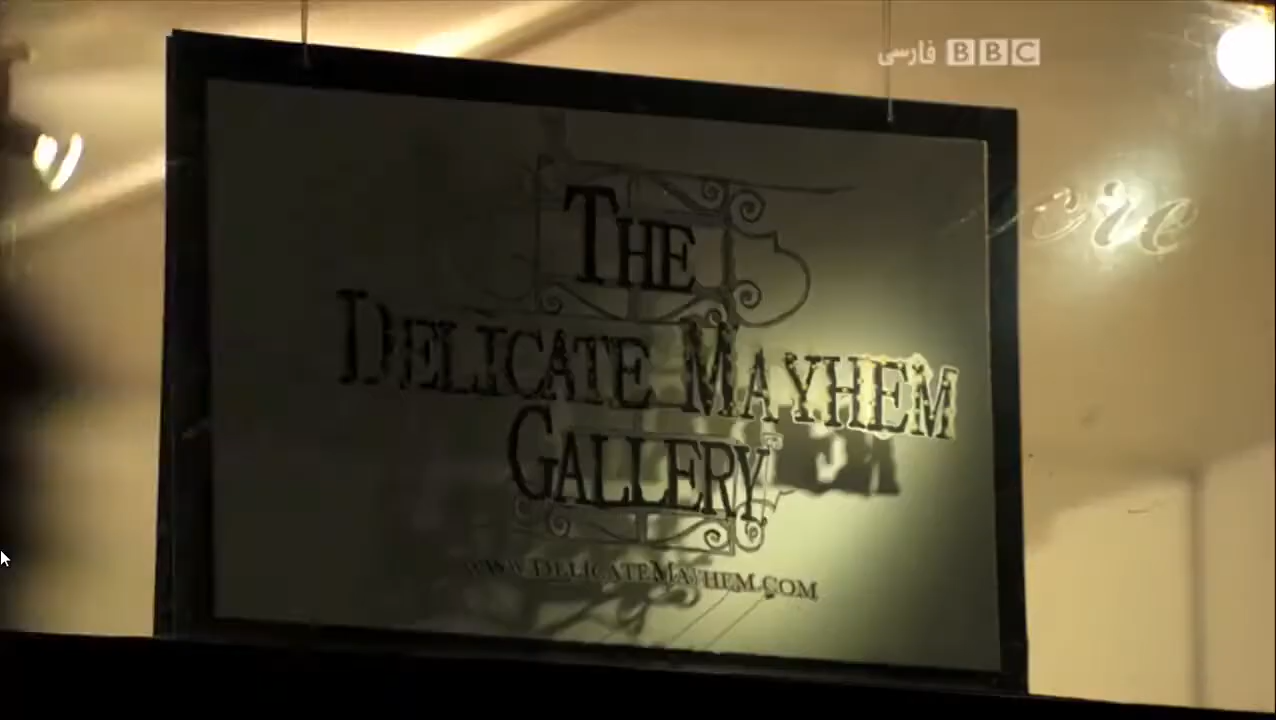 BBC فارسی
THE
DELICATE MAYHEM
GALLERY
WWW.DELICATEMAYHEM.COM